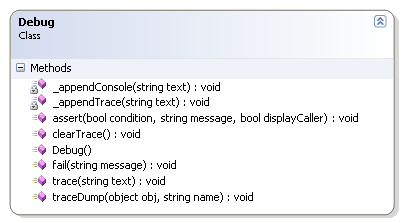 Debug
Class
Methods
_appendConsole(string text) : void
_appendTrace(string text) : void
assert(bool condition, string message, bool displayCaller) : void
clearTrace() : void
Debug()
fail(string message) : void
trace(string text) : void
traceDump(object obj, string name) : void